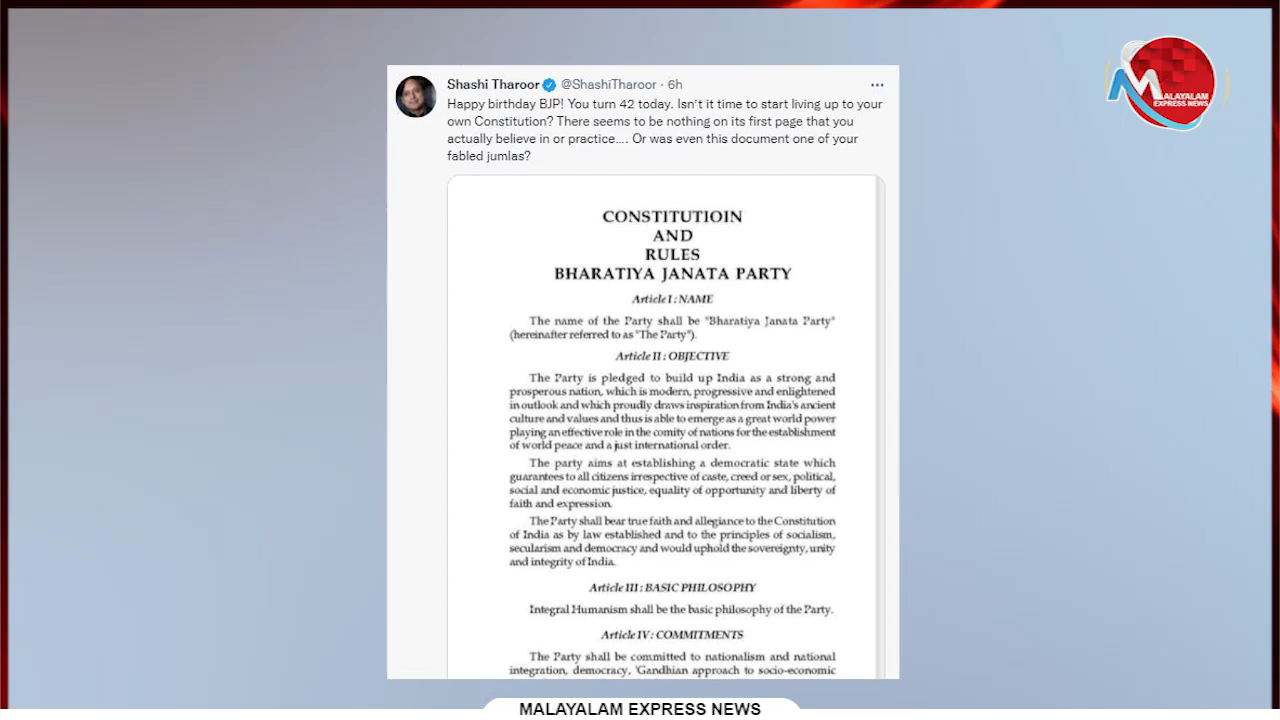 MALAYALAM
EXPRESS NEWS
Shashi Tharoor @ShashiTharoor · 6h
Happy birthday BJP! You turn 42 today. Isn't it time to start living up to your
own Constitution? There seems to be nothing on its first page that you
actually believe in or practice.... Or was even this document one of your
fabled jumlas?
CONSTITUTIOIN
AND
RULES
BHARATIYA JANATA PARTY
Article I : NAME
The name of the Party shall be "Bharatiya Janata Party"
(hereinafter referred to as "The Party").
Article II : OBJECTIVE
The Party is pledged to build up India as a strong and
prosperous nation, which is modern, progressive and enlightened
in outlook and which proudly draws inspiration from India's ancient
culture and values and thus is able to emerge as a great world power
playing an effective role in the comity of nations for the establishment
of world peace and a just international order.
The party aims at establishing a democratic state which
guarantees to all citizens irrespective of caste, creed or sex, political,
social and economic justice, equality of opportunity and liberty of
faith and expression.
The Party shall bear true faith and allegiance to the Constitution
of India as by law established and to the principles of socialism,
secularism and democracy and would uphold the sovereignty, unity
and integrity of India.
Article III : BASIC PHILOSOPHY
Integral Humanism shall be the basic philosophy of the Party.
Article IV : COMMITMENTS
The Party shall be committed to nationalism and national
integration, democracy, 'Gandhian approach to socio-economic
MALAYALAM EXPRESS NEWS